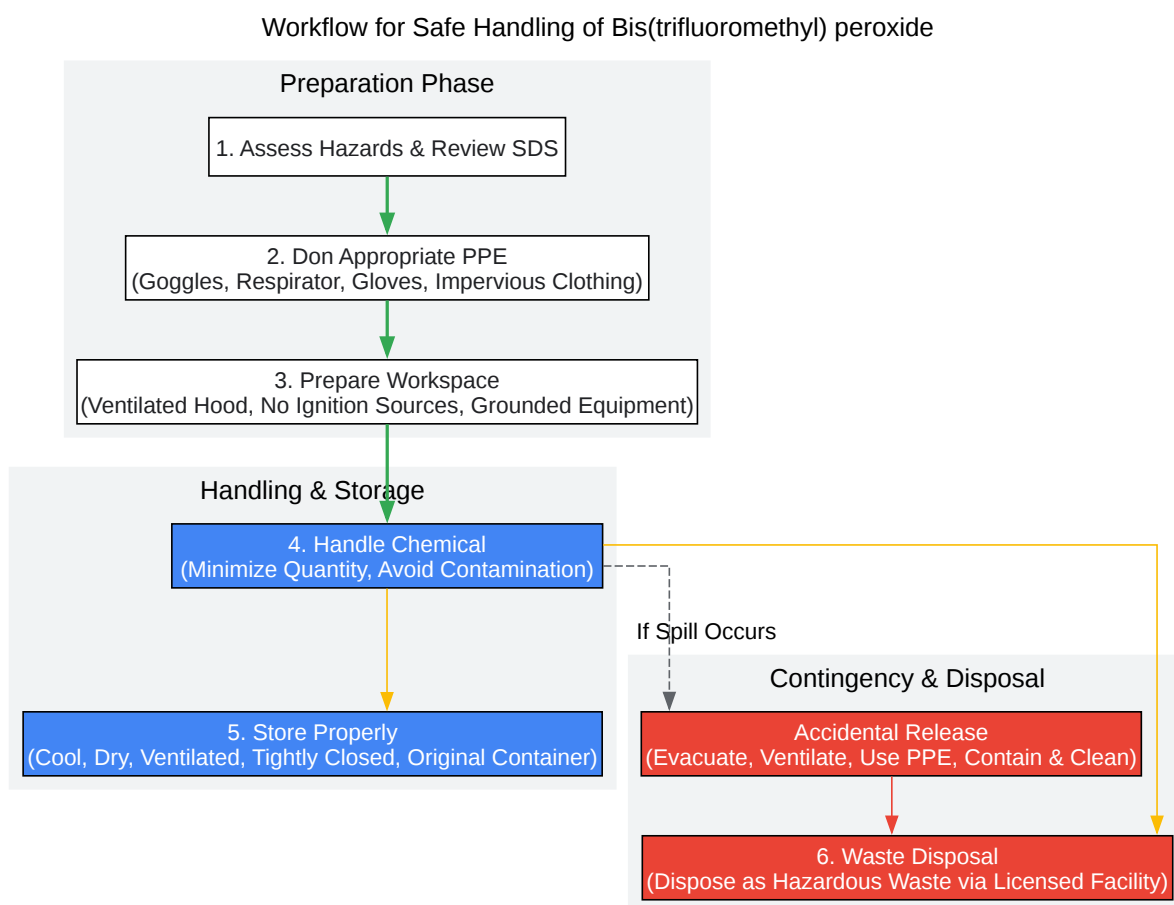 Workflow for Safe Handling of Bis(trifluoromethyl) peroxide
Preparation Phase
1. Assess Hazards & Review SDS
2. Don Appropriate PPE
(Goggles, Respirator, Gloves, Impervious Clothing)
3. Prepare Workspace
(Ventilated Hood, No Ignition Sources, Grounded Equipment)
Handling & Storage
4. Handle Chemical
(Minimize Quantity, Avoid Contamination)
If Spill Occurs
Contingency & Disposal
5. Store Properly
(Cool, Dry, Ventilated, Tightly Closed, Original Container)
Accidental Release
(Evacuate, Ventilate, Use PPE, Contain & Clean)
6. Waste Disposal
(Dispose as Hazardous Waste via Licensed Facility)